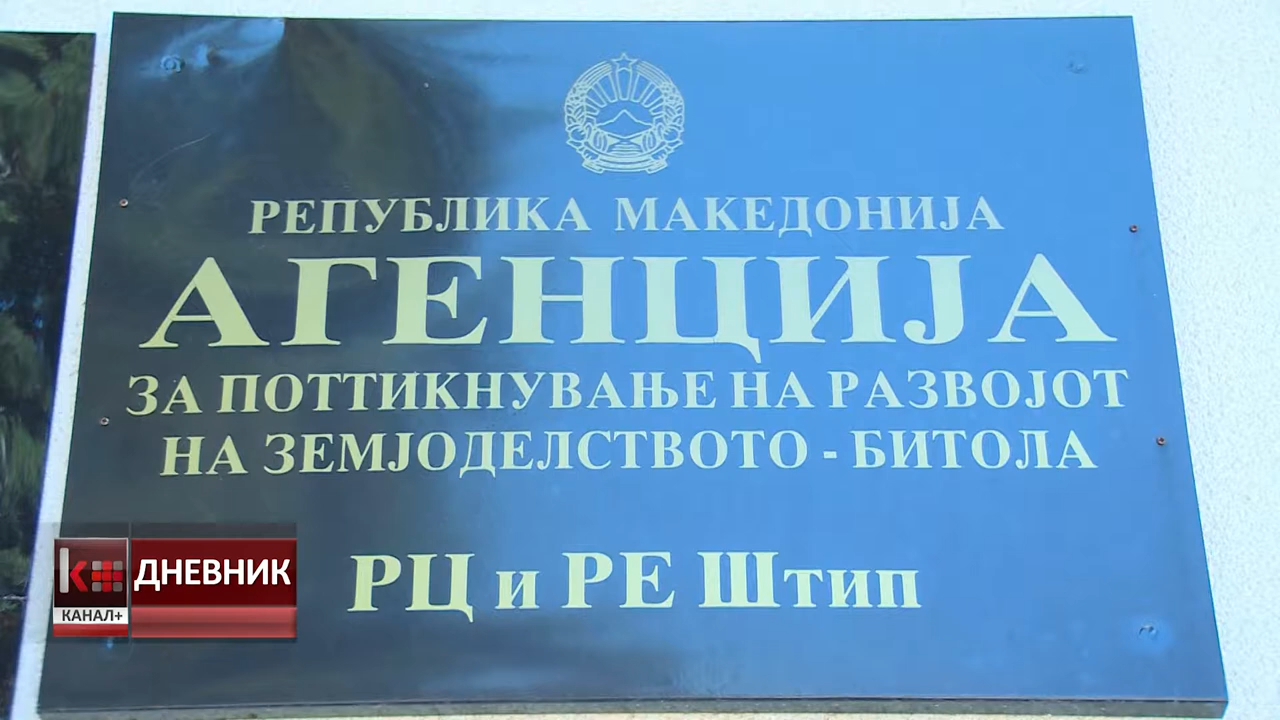 РЕПУБЛИКА МАКЕДОНИЈА
АГЕНЦИЈА
ЗА ПОТТИКНУВАЊЕ НА РАЗВОЈОТ
НА ЗЕМЈОДЕЛСТВОТО - БИТОЛА
РЦ и РЕ Штип
К
КАНАЛ+
ДНЕВНИК